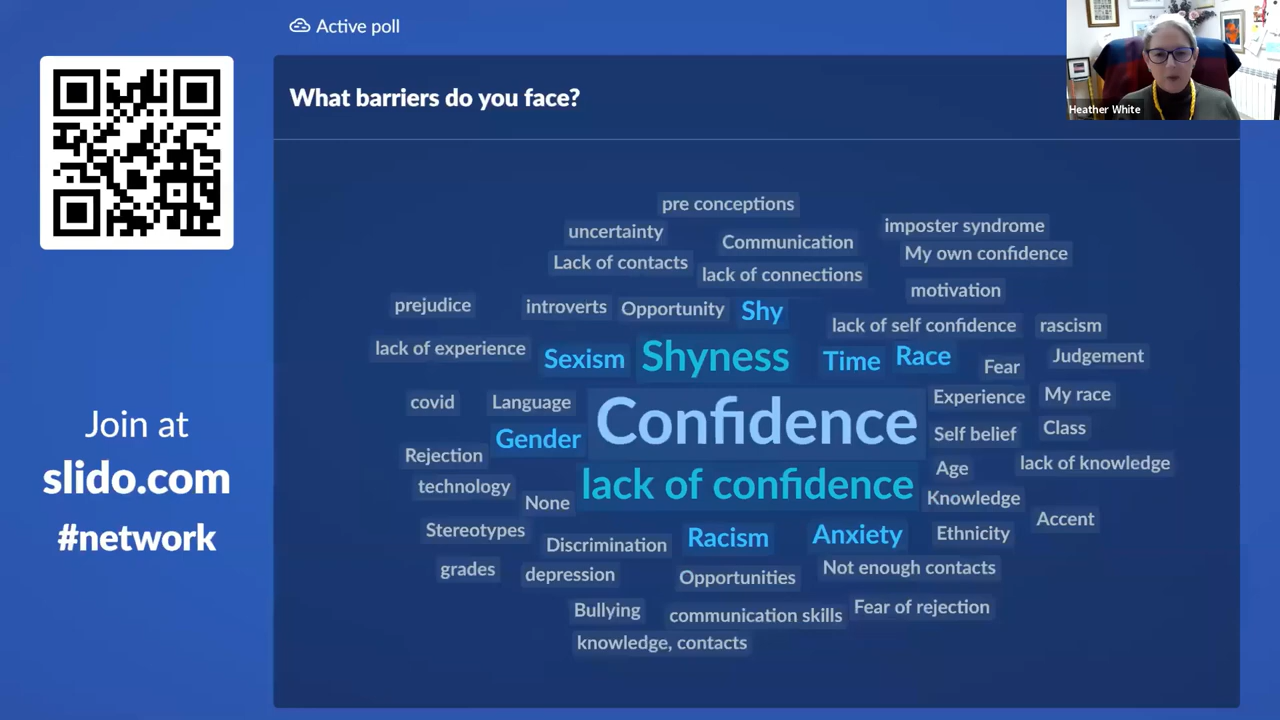 Active poll
What barriers do you face?
Heather White
Join at
slido.com
#network
pre conceptions
uncertainty
imposter syndrome
Communication
My own confidence
Lack of contacts
lack of connections
motivation
prejudice
introverts
Opportunity
Shy
lack of self confidence
rascism
lack of experience
Sexism
Shyness
Time
Race
Fear
Judgement
covid
Language
Confidence
Experience
My race
Gender
Self belief
Class
Rejection
technology
None
lack of confidence
Age
lack of knowledge
Knowledge
Stereotypes
Discrimination
Racism
Anxiety
Ethnicity
Accent
grades
depression
Opportunities
Not enough contacts
Bullying
communication skills
Fear of rejection
knowledge, contacts